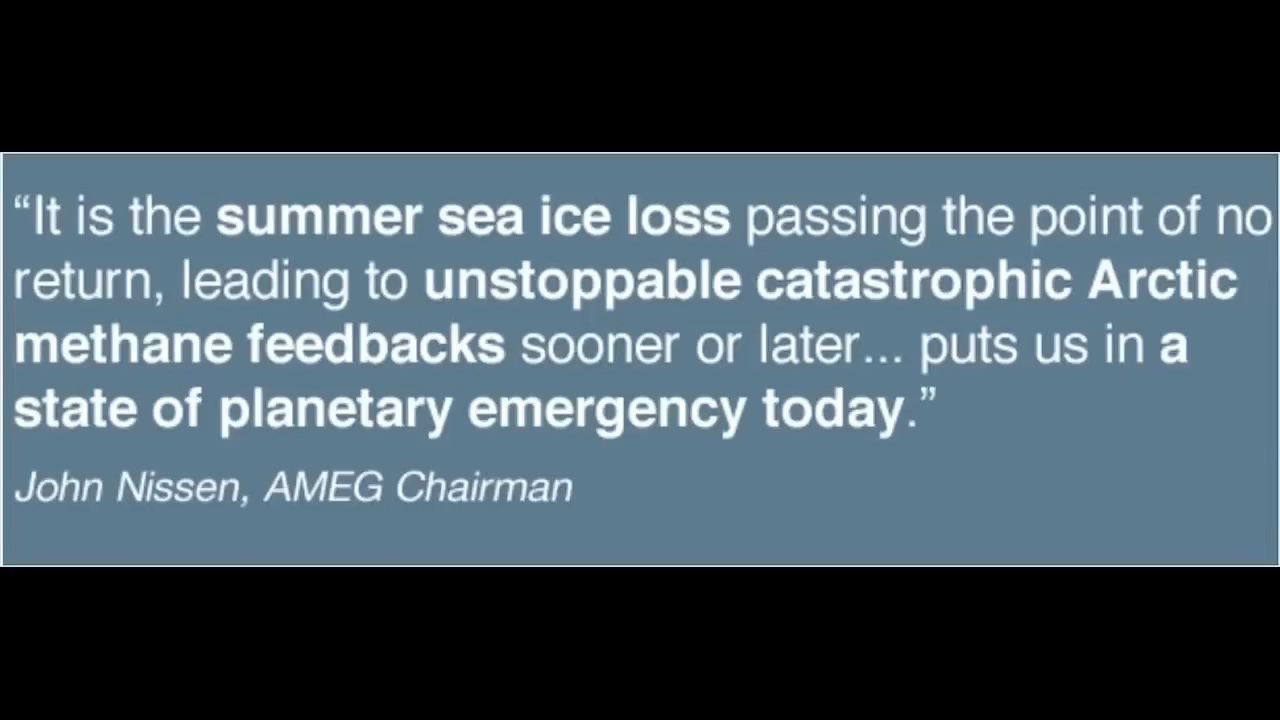 “It is the summer sea ice loss passing the point of no
return, leading to unstoppable catastrophic Arctic
methane feedbacks sooner or later... puts us in a
state of planetary emergency today.”
John Nissen, AMEG Chairman